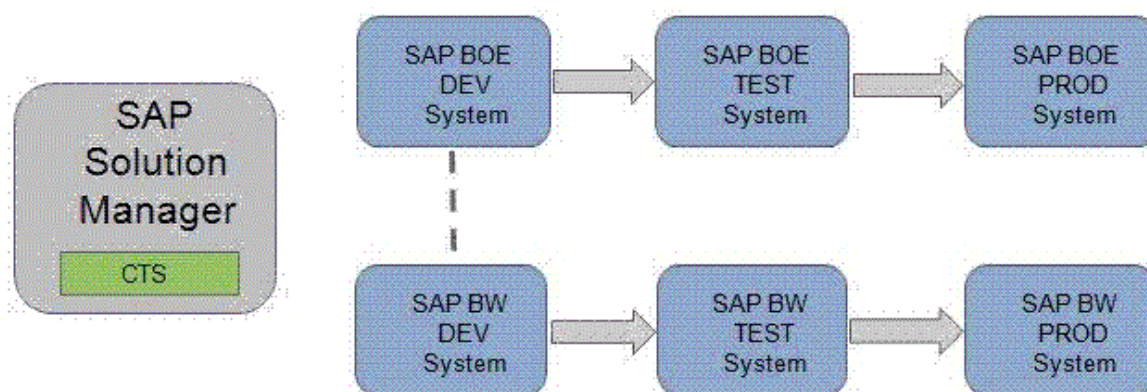 SAP
Solution
Manager
CTS
SAP BOE
DEV
System
SAP BOE
TEST
System
SAP BOE
PROD
System
SAP BW
DEV
System
SAP BW
TEST
System
SAP BW
PROD
System